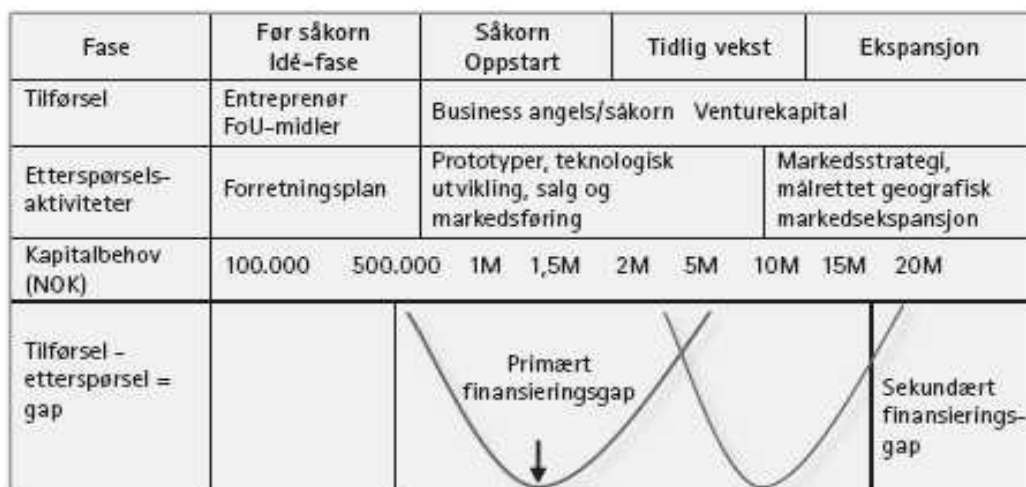 Fase
Før såkorn
Idé-fase
Såkorn
Oppstart
Tidlig vekst
Ekspansjon
Tilførsel
Entreprenør
FoU-midler
Business angels/såkorn Venturekapital
Etterspørsels-
aktiviteter
Forretningsplan
Prototyper, teknologisk
utvikling, salg og
markedsføring
Markedsstrategi,
målrettet geografisk
markedsekspansjon
Kapitalbehov
(NOK)
100.000 500.000 1M 1,5M 2M 5M 10M 15M 20M
Tilførsel -
etterspørsel =
gap
Primært
finansieringsgap
Sekundært
finansierings-
gap